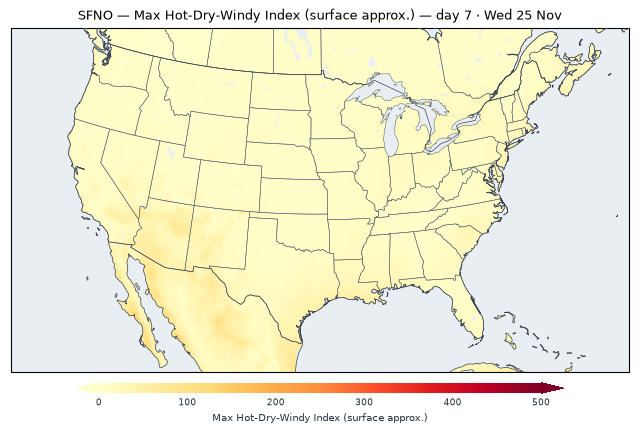 SFNO — Max Hot-Dry-Windy Index (surface approx.) — day 7 · Wed 25 Nov
0 100 200 300 400 500
Max Hot-Dry-Windy Index (surface approx.)